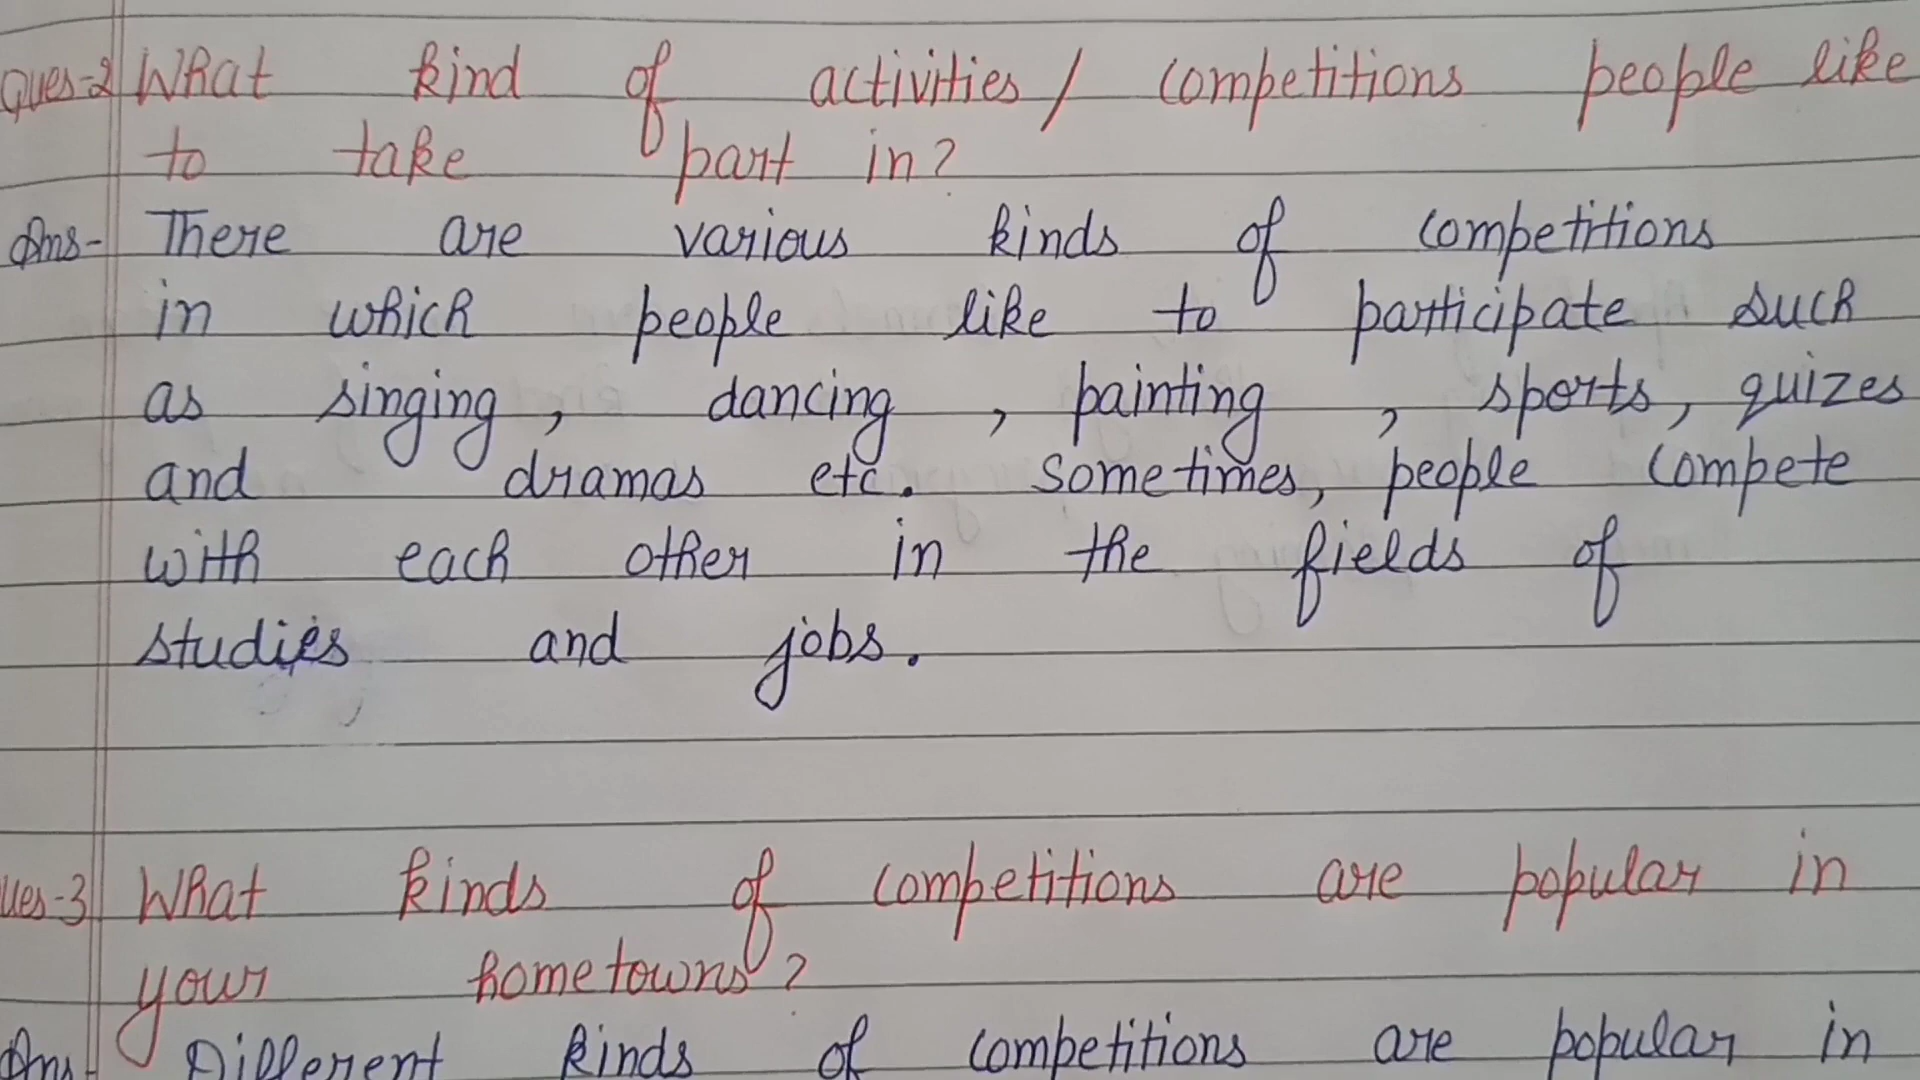 Ques-2 What kind of activities / competitions people like
to take part in?
Ans- There are various kinds of competitions
in which people like to participate such
as singing, dancing, painting, sports, quizes
and dramas etc. Sometimes, people compete
with each other in the fields of
studies and jobs.
ues-3 What kinds of competitions are popular in
your hometowns?
Ans- Different kinds of competitions are popular in